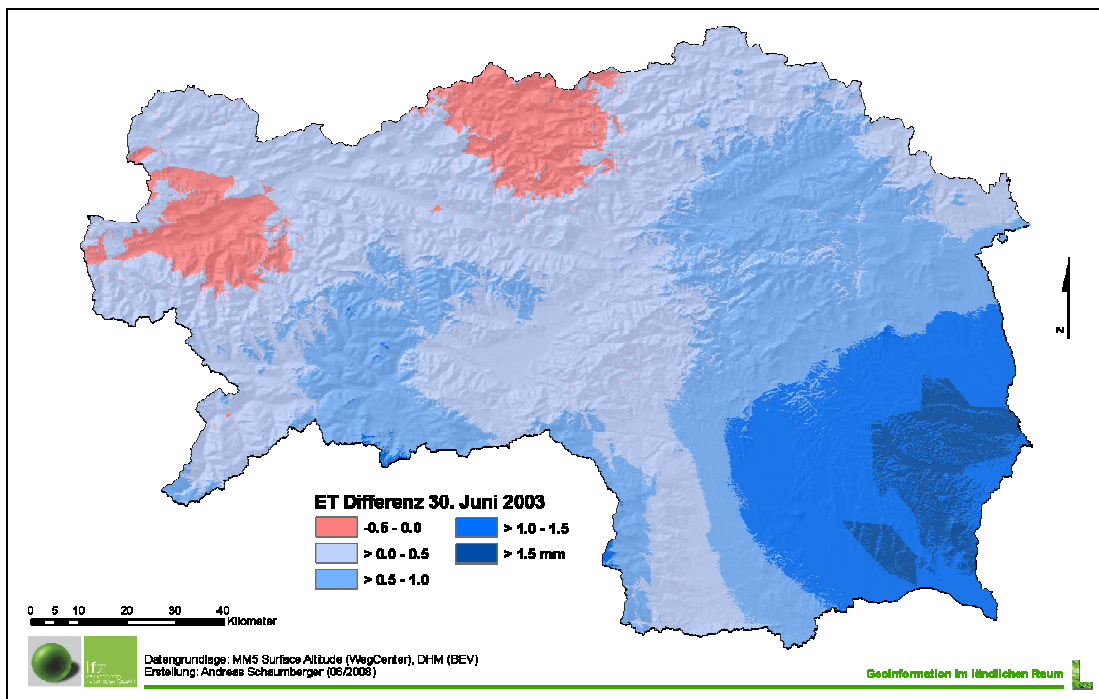 ET Differenz 30. Juni 2003
-0.5 - 0.0
> 0.0 - 0.5
> 0.5 - 1.0
> 1.0 - 1.5
> 1.5 mm
N
0 5 10 20 30 40
Kilometer
lfz
Datengrundlage: MM5 Surface Altitude (WegCenter), DHM (BEV)
Erstellung: Andreas Schaumberger (06/2008)
Geoinformation im ländlichen Raum